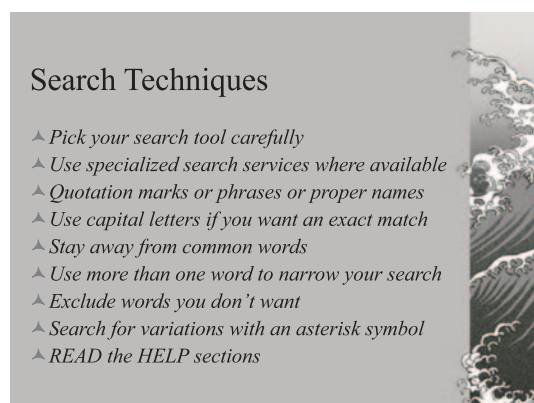 Search Techniques
Pick your search tool carefully
Use specialized search services where available
Quotation marks or phrases or proper names
Use capital letters if you want an exact match
Stay away from common words
Use more than one word to narrow your search
Exclude words you don’t want
Search for variations with an asterisk symbol
READ the HELP sections